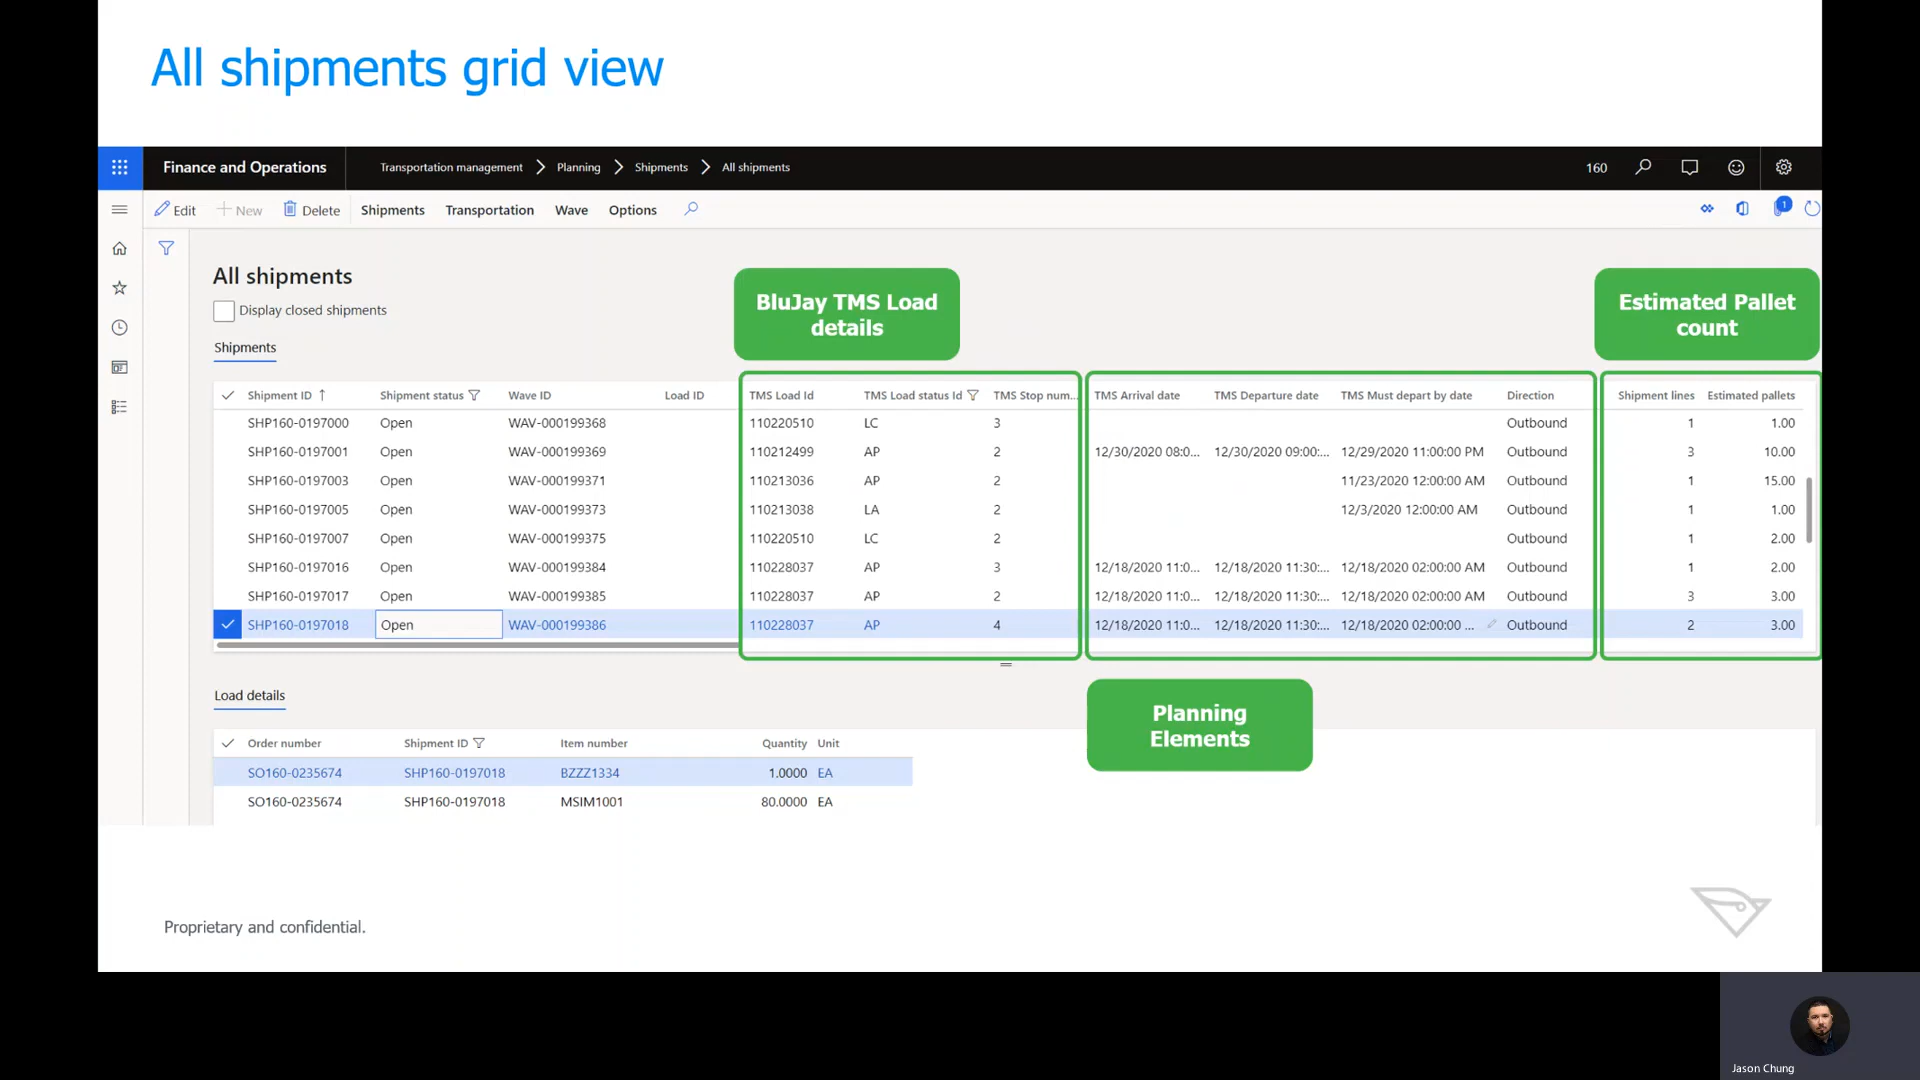 All shipments grid view
Finance and Operations
Transportation management > Planning > Shipments > All shipments
160
Edit
New
Delete
Shipments
Transportation
Wave
Options
1
All shipments
Display closed shipments
BluJay TMS Load
details
Estimated Pallet
count
Shipments
Shipment ID Shipment status Wave ID Load ID TMS Load Id TMS Load status Id TMS Stop num... TMS Arrival date TMS Departure date TMS Must depart by date Direction Shipment lines Estimated pallets
SHP160-0197000 Open WAV-000199368 110220510 LC 3 Outbound 1 1.00
SHP160-0197001 Open WAV-000199369 110212499 AP 2 12/30/2020 08:0... 12/30/2020 09:00:... 12/29/2020 11:00:00 PM Outbound 3 10.00
SHP160-0197003 Open WAV-000199371 110213036 AP 2 11/23/2020 12:00:00 AM Outbound 1 15.00
SHP160-0197005 Open WAV-000199373 110213038 LA 2 12/3/2020 12:00:00 AM Outbound 1 1.00
SHP160-0197007 Open WAV-000199375 110220510 LC 2 Outbound 1 2.00
SHP160-0197016 Open WAV-000199384 110228037 AP 3 12/18/2020 11:0... 12/18/2020 11:30:... 12/18/2020 02:00:00 AM Outbound 1 2.00
SHP160-0197017 Open WAV-000199385 110228037 AP 2 12/18/2020 11:0... 12/18/2020 11:30:... 12/18/2020 02:00:00 AM Outbound 3 3.00
SHP160-0197018 Open WAV-000199386 110228037 AP 4 12/18/2020 11:0... 12/18/2020 11:30:... 12/18/2020 02:00:00 ... Outbound 2 3.00
Load details
Planning
Elements
Order number Shipment ID Item number Quantity Unit
SO160-0235674 SHP160-0197018 BZZZ1334 1.0000 EA
SO160-0235674 SHP160-0197018 MSIM1001 80.0000 EA
Proprietary and confidential.
Jason Chung